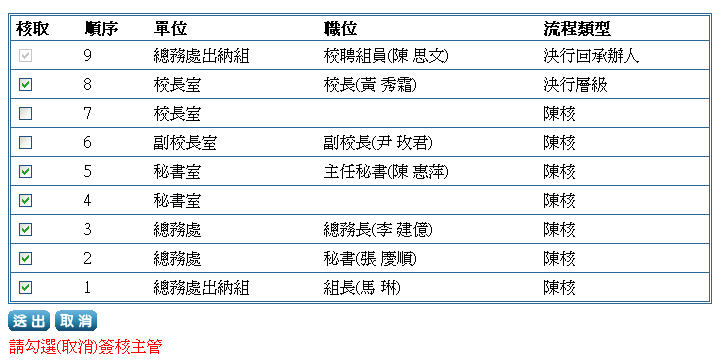 核取 順序 單位 職位 流程類型
9 總務處出納組 校聘組員(陳 思文) 決行回承辦人
8 校長室 校長(黃 秀霜) 決行層級
7 校長室 陳核
6 副校長室 副校長(尹 玫君) 陳核
5 秘書室 主任秘書(陳 惠萍) 陳核
4 秘書室 陳核
3 總務處 總務長(李 建億) 陳核
2 總務處 秘書(張 慶順) 陳核
1 總務處出納組 組長(馬 琳) 陳核
送出 取消
請勾選(取消)簽核主管